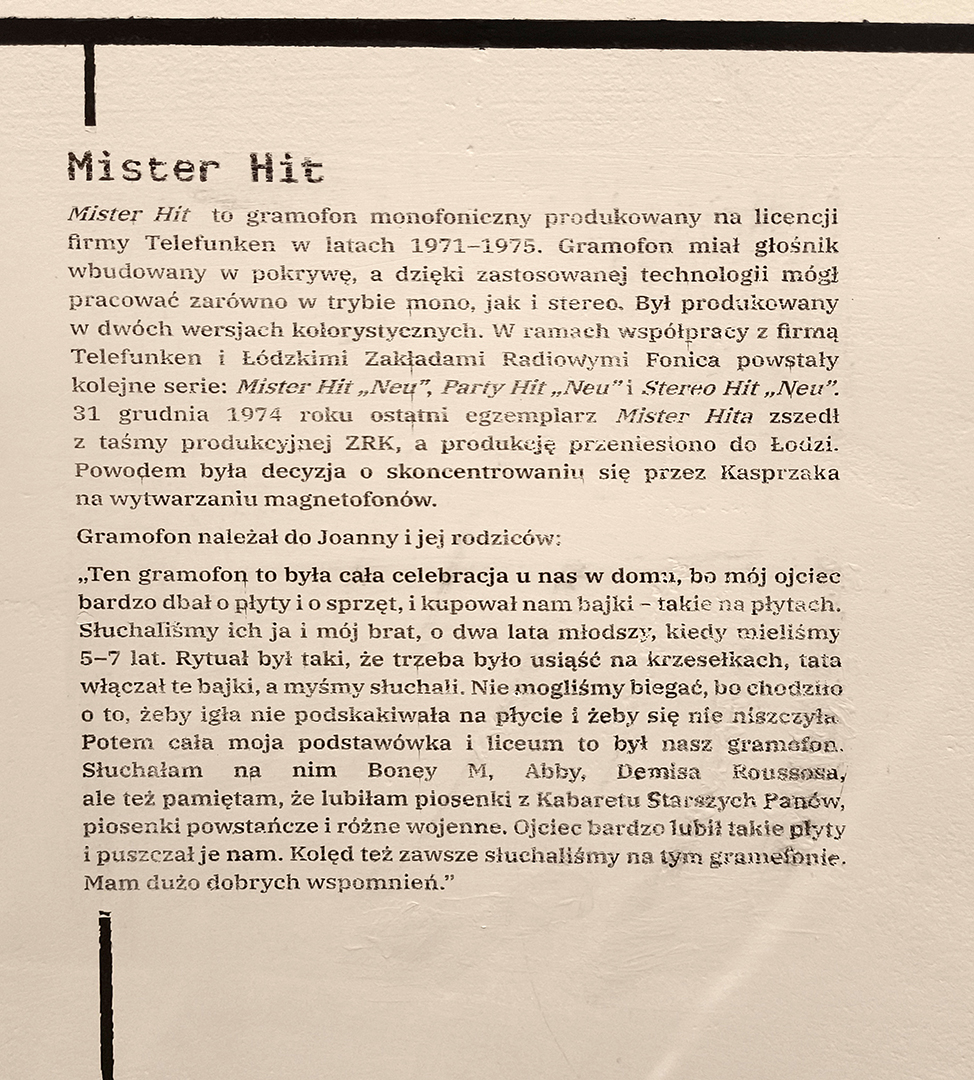 Mister Hit
Mister Hit to gramofon monofoniczny produkowany na licencji
firmy Telefunken w latach 1971–1975. Gramofon miał głośnik
wbudowany w pokrywę, a dzięki zastosowanej technologii mógł
pracować zarówno w trybie mono, jak i stereo. Był produkowany
w dwóch wersjach kolorystycznych. W ramach współpracy z firmą
Telefunken i Łódzkimi Zakładami Radiowymi Fonica powstały
kolejne serie: Mister Hit „Neu”, Party Hit „Neu” i Stereo Hit „Neu”.
31 grudnia 1974 roku ostatni egzemplarz Mister Hita zszedł
z taśmy produkcyjnej ZRK, a produkcję przeniesiono do Łodzi.
Powodem była decyzja o skoncentrowaniu się przez Kasprzaka
na wytwarzaniu magnetofonów.
Gramofon należał do Joanny i jej rodziców:
„Ten gramofon to była cała celebracja u nas w domu, bo mój ojciec
bardzo dbał o płyty i o sprzęt, i kupował nam bajki – takie na płytach.
Słuchaliśmy ich ja i mój brat, o dwa lata młodszy, kiedy mieliśmy
5–7 lat. Rytuał był taki, że trzeba było usiąść na krzesełkach, tata
włączał te bajki, a myśmy słuchali. Nie mogliśmy biegać, bo chodziło
o to, żeby igła nie podskakiwała na płycie i żeby się nie niszczyła.
Potem cała moja podstawówka i liceum to był nasz gramofon.
Słuchałam na nim Boney M, Abby, Demisa Roussosa,
ale też pamiętam, że lubiłam piosenki z Kabaretu Starszych Panów,
piosenki powstańcze i różne wojenne. Ojciec bardzo lubił takie płyty
i puszczał je nam. Kolęd też zawsze słuchaliśmy na tym gramofonie.
Mam dużo dobrych wspomnień.”